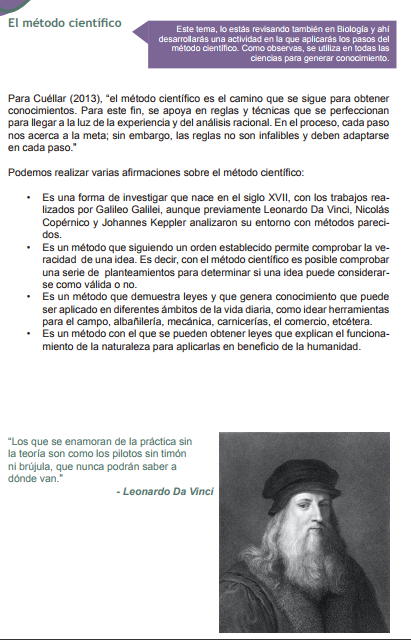 El método científico
Este tema, lo estás revisando también en Biología y ahí
desarrollarás una actividad en la que aplicarás los pasos del
método científico. Como observas, se utiliza en todas las
ciencias para generar conocimiento.
Para Cuéllar (2013), “el método científico es el camino que se sigue para obtener
conocimientos. Para este fin, se apoya en reglas y técnicas que se perfeccionan
para llegar a la luz de la experiencia y del análisis racional. En el proceso, cada paso
nos acerca a la meta; sin embargo, las reglas no son infalibles y deben adaptarse
en cada paso."
Podemos realizar varias afirmaciones sobre el método científico:
• Es una forma de investigar que nace en el siglo XVII, con los trabajos rea-
lizados por Galileo Galilei, aunque previamente Leonardo Da Vinci, Nicolás
Copérnico y Johannes Keppler analizaron su entorno con métodos pareci-
dos.
• Es un método que siguiendo un orden establecido permite comprobar la ve-
racidad de una idea. Es decir, con el método científico es posible comprobar
una serie de planteamientos para determinar si una idea puede considerar-
se como válida o no.
• Es un método que demuestra leyes y que genera conocimiento que puede
ser aplicado en diferentes ámbitos de la vida diaria, como idear herramientas
para el campo, albañilería, mecánica, carnicerías, el comercio, etcétera.
• Es un método con el que se pueden obtener leyes que explican el funciona-
miento de la naturaleza para aplicarlas en beneficio de la humanidad.
“Los que se enamoran de la práctica sin
la teoría son como los pilotos sin timón
ni brújula, que nunca podrán saber a
dónde van.”
- Leonardo Da Vinci